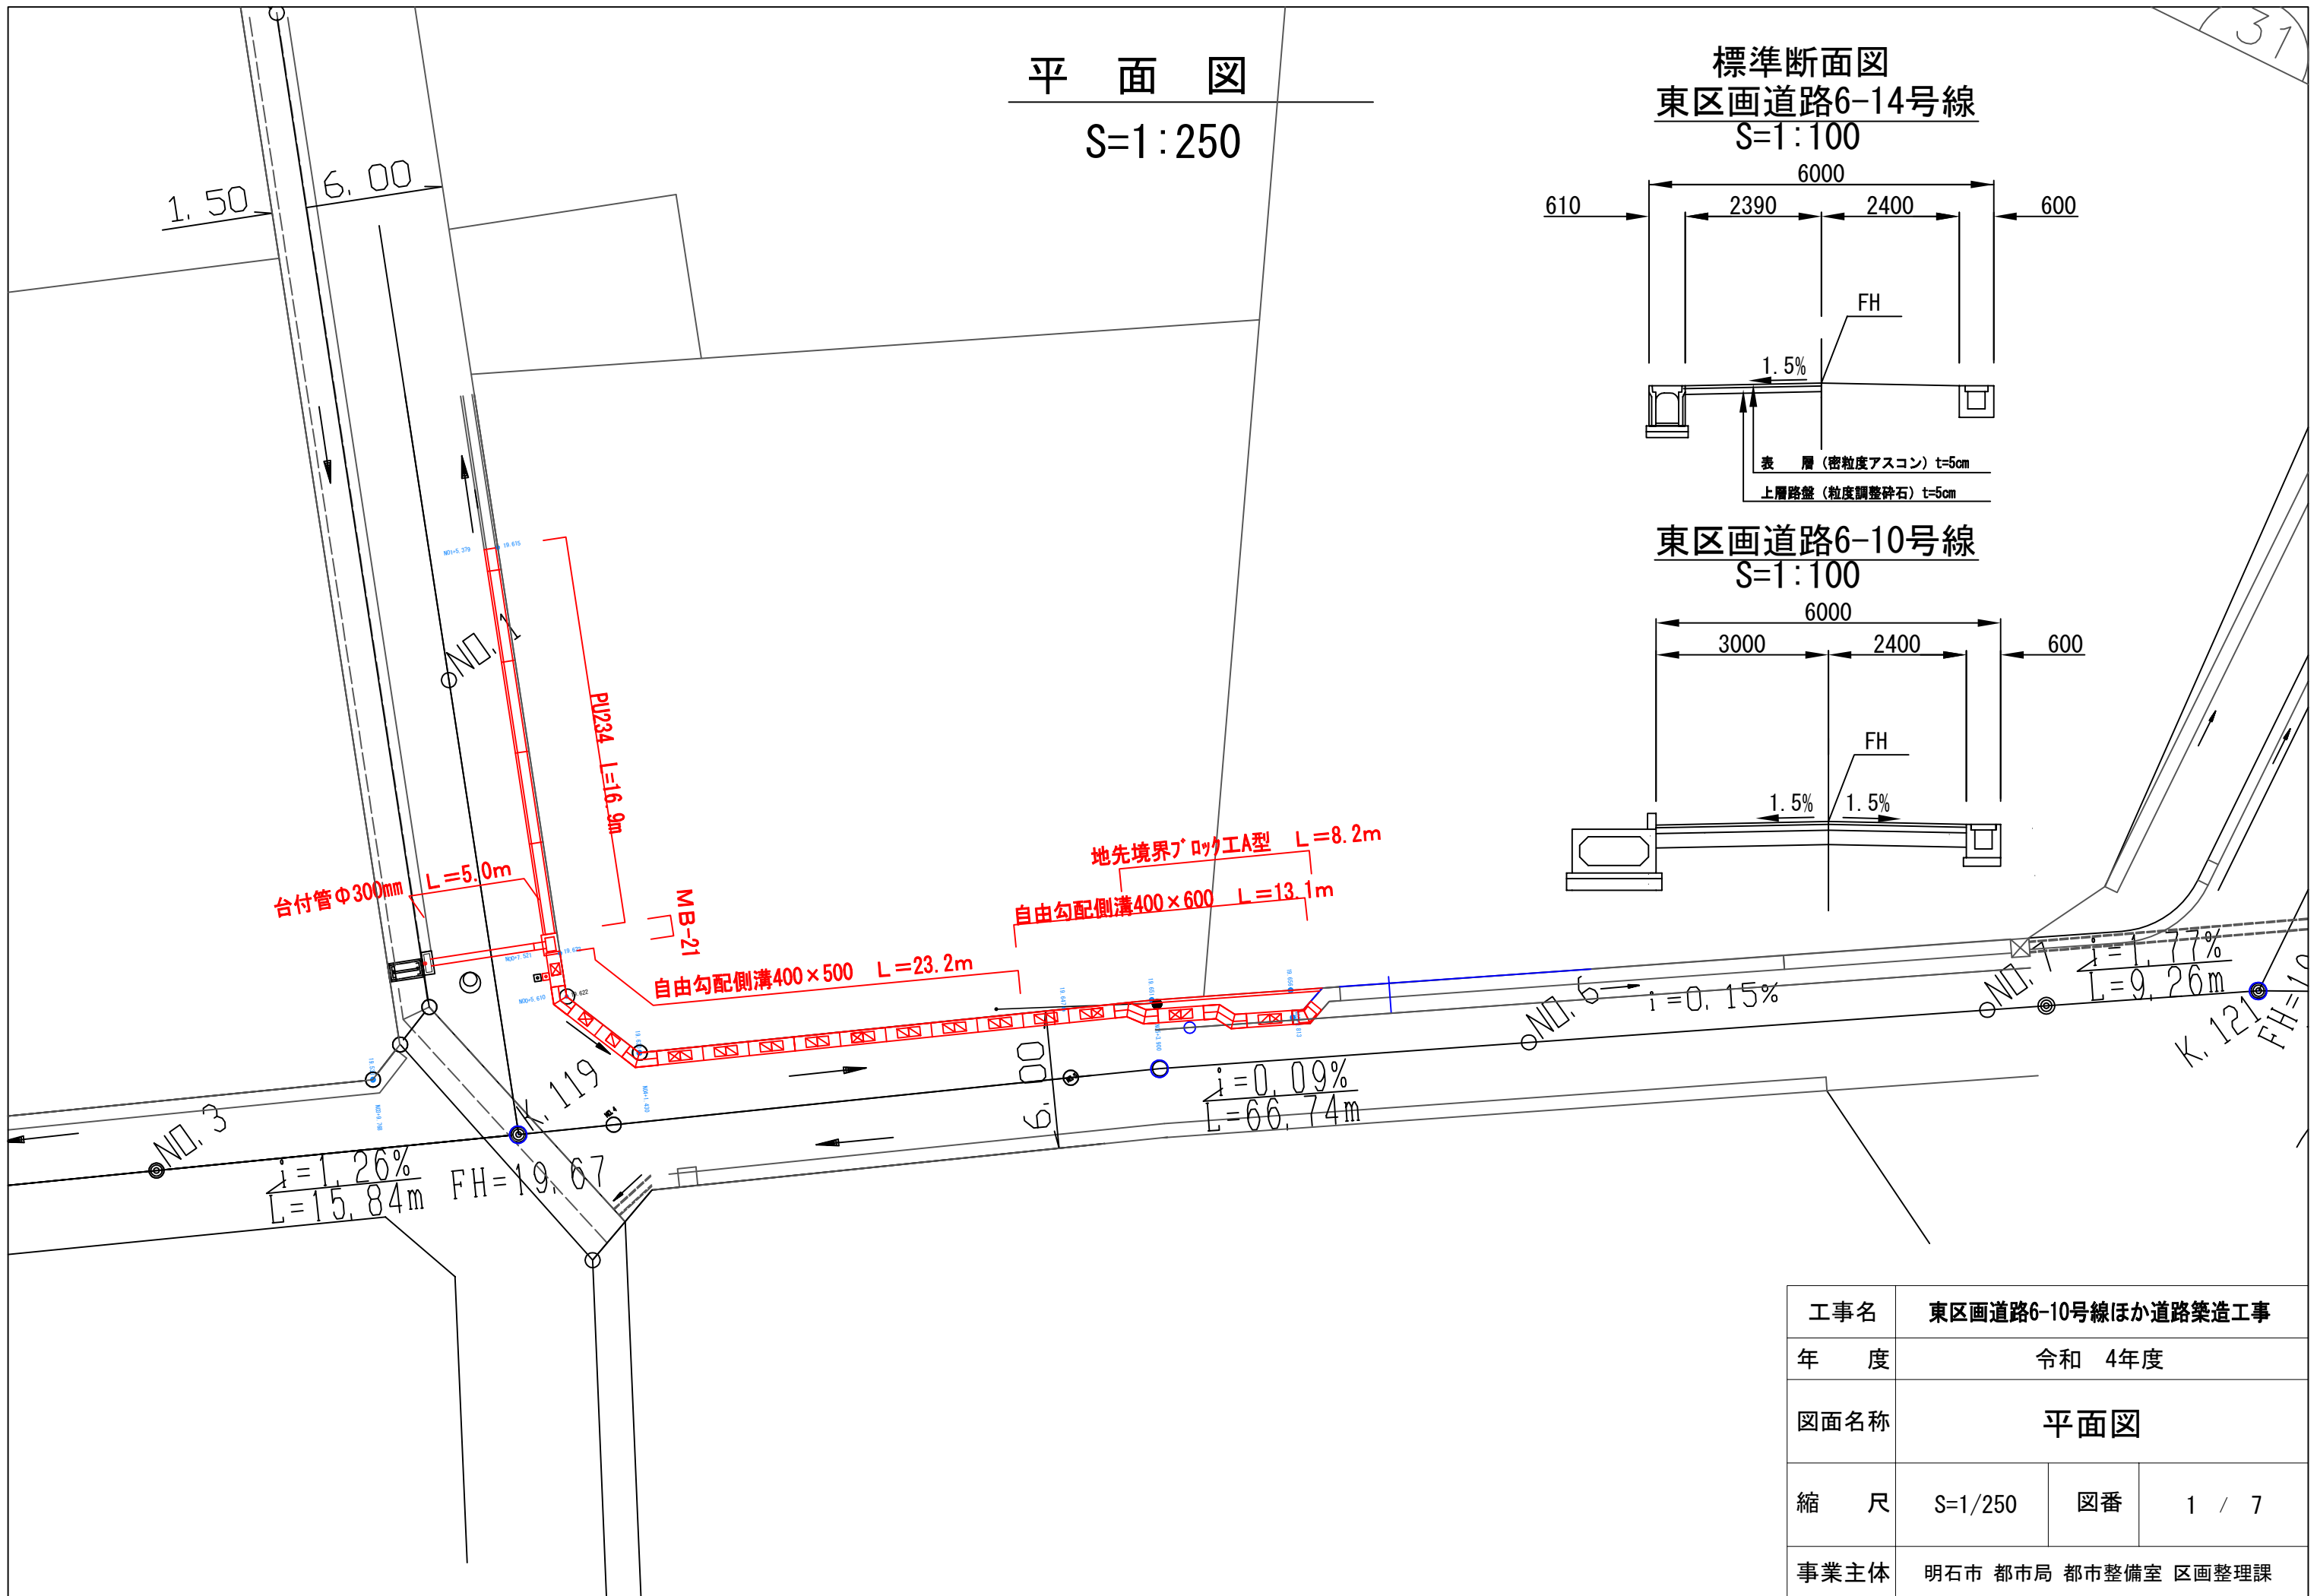 平 面 図
S=1:250
標準断面図
東区画道路6-14号線
S=1:100
6000
610
2390
2400
600
FH
1.5%
表 層（密粒度アスコン）t=5cm
上層路盤（粒度調整砕石）t=5cm
東区画道路6-10号線
S=1:100
6000
3000
2400
600
FH
1.5%
1.5%
31
1.50
6.00
NO1+5.379
19.615
NO.1
PU234 L=16.9m
台付管Φ300mm L=5.0m
MB-21
地先境界ブロック工A型 L=8.2m
自由勾配側溝400×600 L=13.1m
自由勾配側溝400×500 L=23.2m
NO.3
K.119
NO.4
i=1.26%
L=15.84m
FH=19.67
6.00
i=0.09%
L=66.74m
NO.6
i=0.15%
NO.7
i=1.77%
L=9.26m
K.121
工事名 東区画道路6-10号線ほか道路築造工事
年 度 令和 4年度
図面名称 平面図
縮 尺 S=1/250 図番 1 / 7
事業主体 明石市 都市局 都市整備室 区画整理課